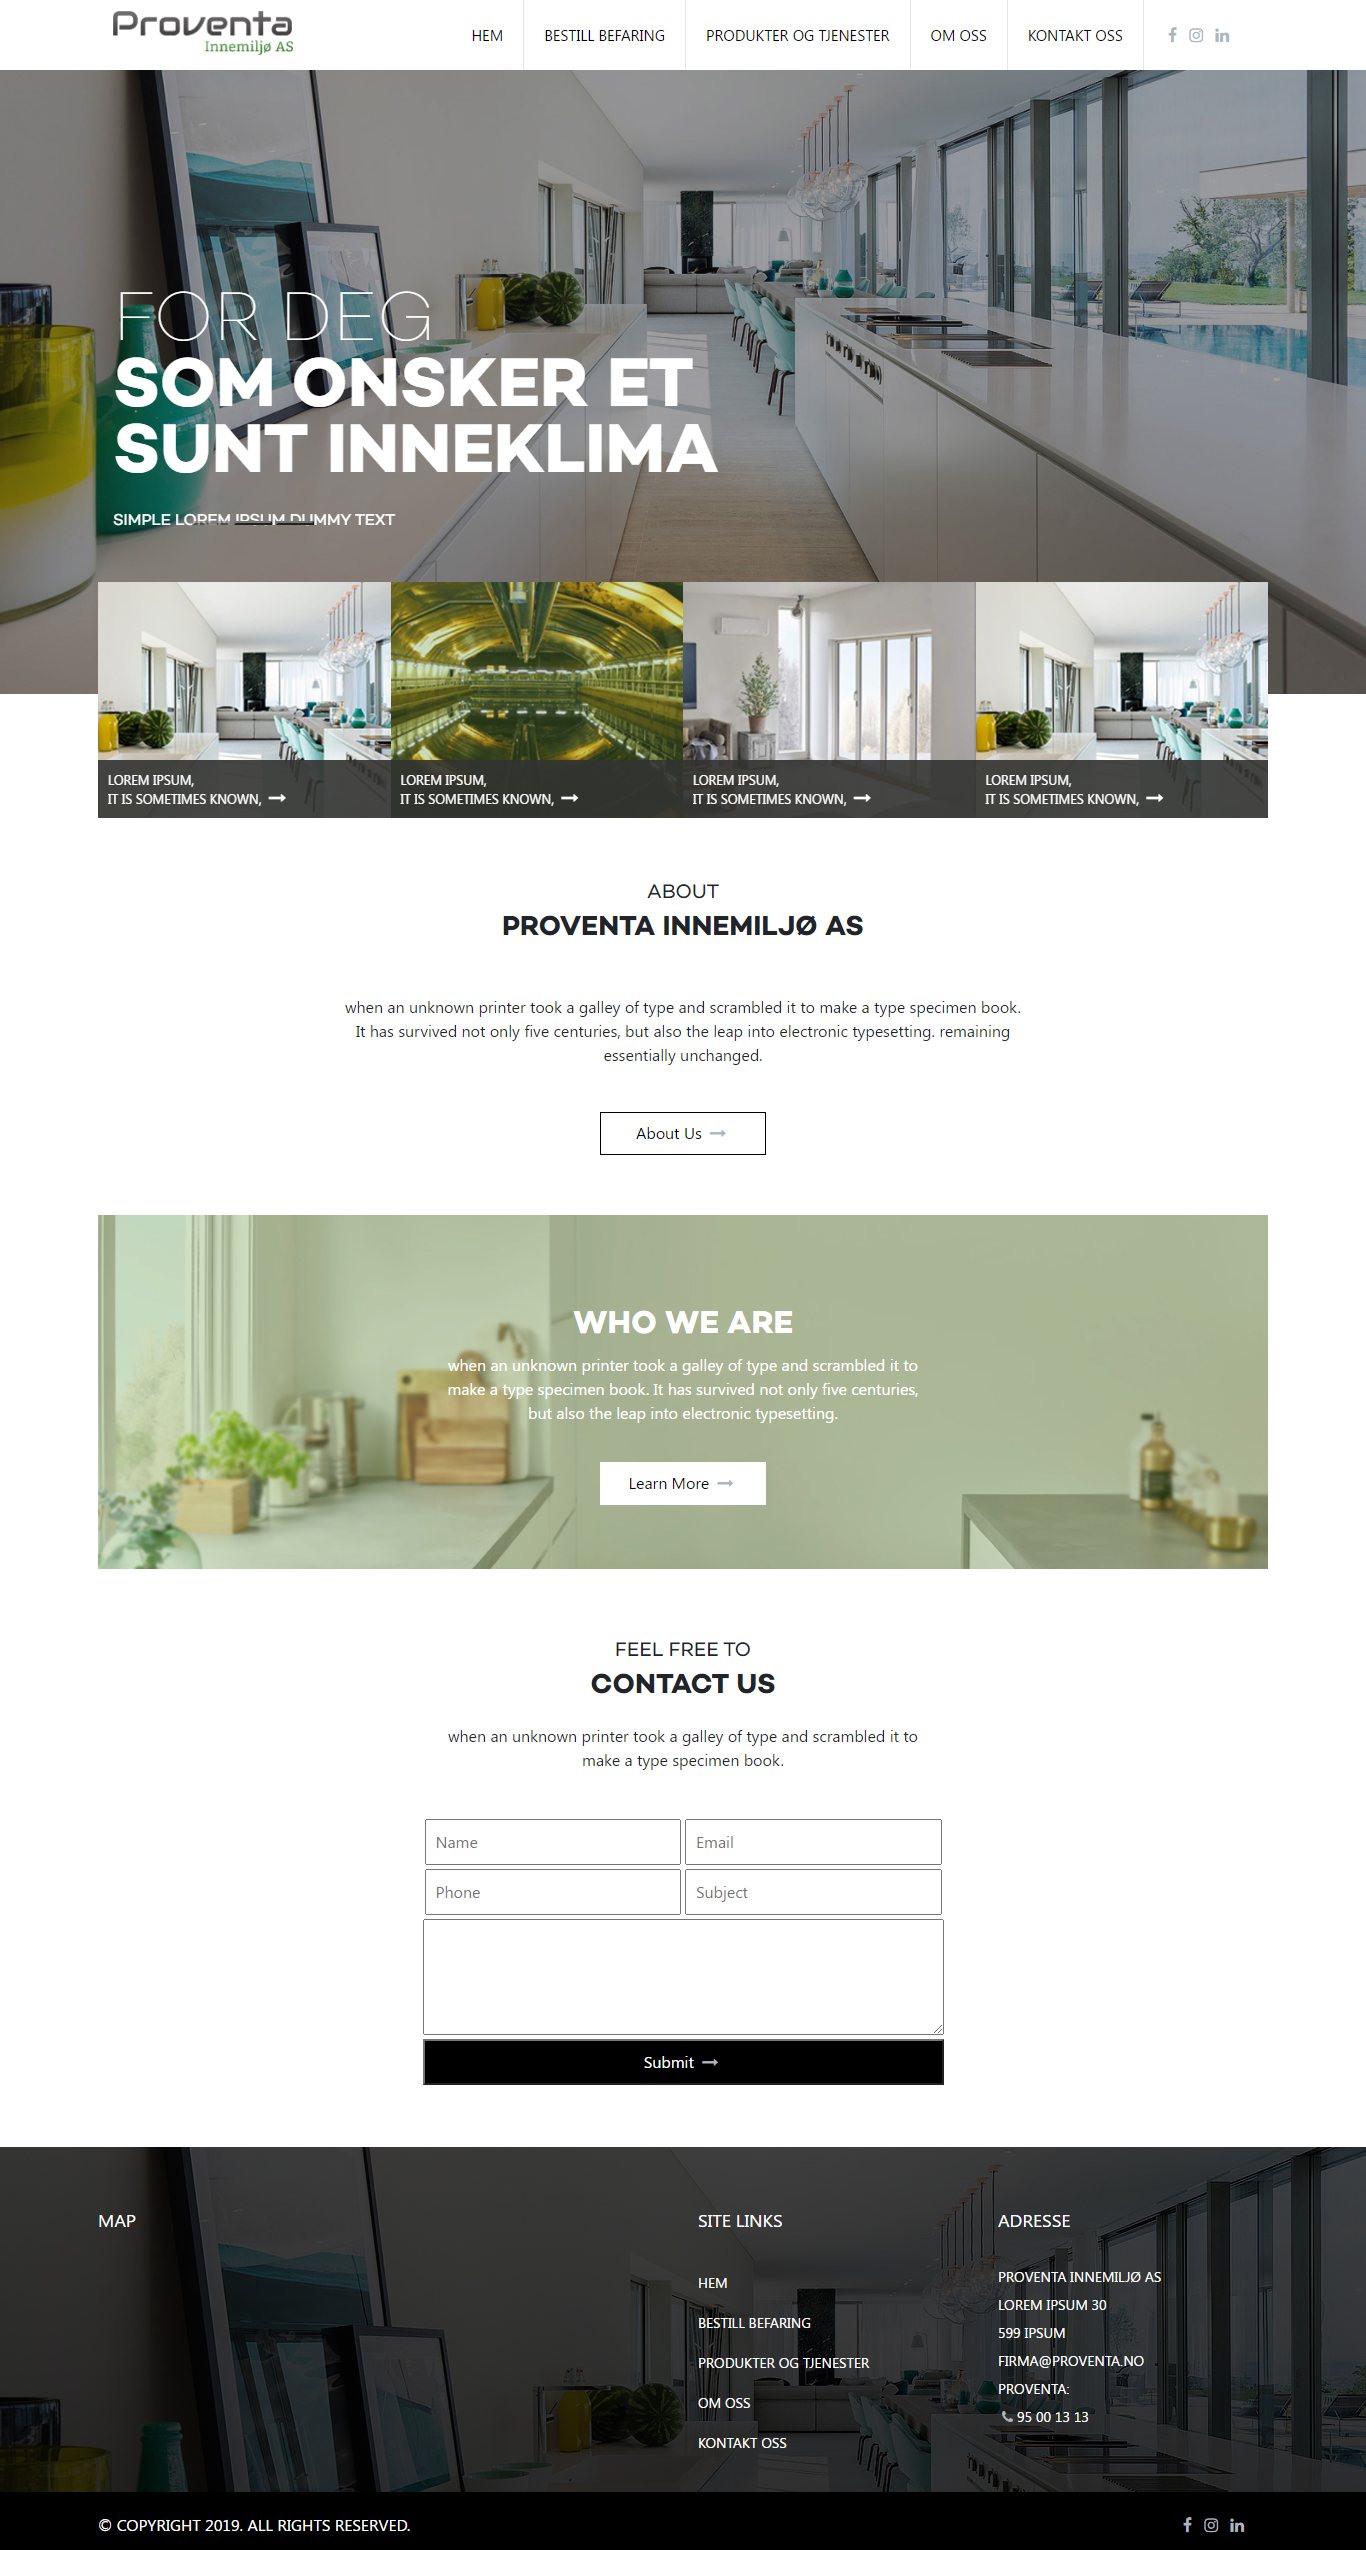 Proventa
Innemiljø AS
HEM
BESTILL BEFARING
PRODUKTER OG TJENESTER
OM OSS
KONTAKT OSS
FOR DEG
SOM ONSKER ET
SUNT INNEKLIMA
SIMPLE LOREM IPSUM DUMMY TEXT
LOREM IPSUM,
IT IS SOMETIMES KNOWN,
LOREM IPSUM,
IT IS SOMETIMES KNOWN,
LOREM IPSUM,
IT IS SOMETIMES KNOWN,
LOREM IPSUM,
IT IS SOMETIMES KNOWN,
ABOUT
PROVENTA INNEMILJØ AS
when an unknown printer took a galley of type and scrambled it to make a type specimen book.
It has survived not only five centuries, but also the leap into electronic typesetting. remaining
essentially unchanged.
About Us
WHO WE ARE
when an unknown printer took a galley of type and scrambled it to
make a type specimen book. It has survived not only five centuries,
but also the leap into electronic typesetting.
Learn More
FEEL FREE TO
CONTACT US
when an unknown printer took a galley of type and scrambled it to
make a type specimen book.
Name
Email
Phone
Subject
Submit
MAP
SITE LINKS
HEM
BESTILL BEFARING
PRODUKTER OG TJENESTER
OM OSS
KONTAKT OSS
ADRESSE
PROVENTA INNEMILJØ AS
LOREM IPSUM 30
599 IPSUM
FIRMA@PROVENTA.NO
PROVENTA:
95 00 13 13
© COPYRIGHT 2019. ALL RIGHTS RESERVED.